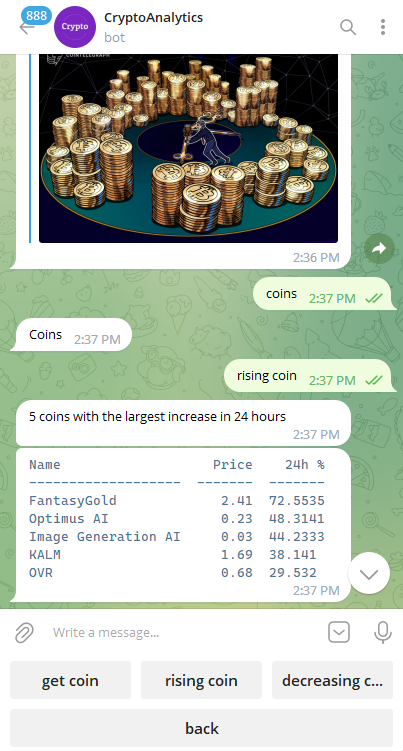 888
Crypto
CryptoAnalytics
bot
COINTELEGRAPH
2:36 PM
coins 2:37 PM
Coins 2:37 PM
rising coin 2:37 PM
5 coins with the largest increase in 24 hours
2:37 PM
Name Price 24h %
------------------- ------- -------
FantasyGold 2.41 72.5535
Optimus AI 0.23 48.3141
Image Generation AI 0.03 44.2333
KALM 1.69 38.141
OVR 0.68 29.532
2:37 PM
Write a message...
get coin
rising coin
decreasing c...
back